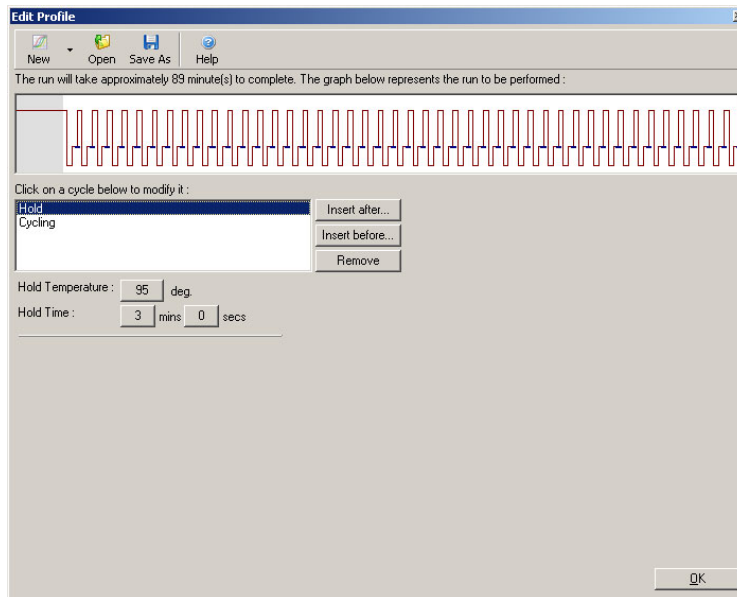 Edit Profile
New Open Save As Help
The run will take approximately 89 minute(s) to complete. The graph below represents the run to be performed :
Click on a cycle below to modify it :
Hold
Cycling
Insert after...
Insert before...
Remove
Hold Temperature : 95 deg.
Hold Time : 3 mins 0 secs
OK